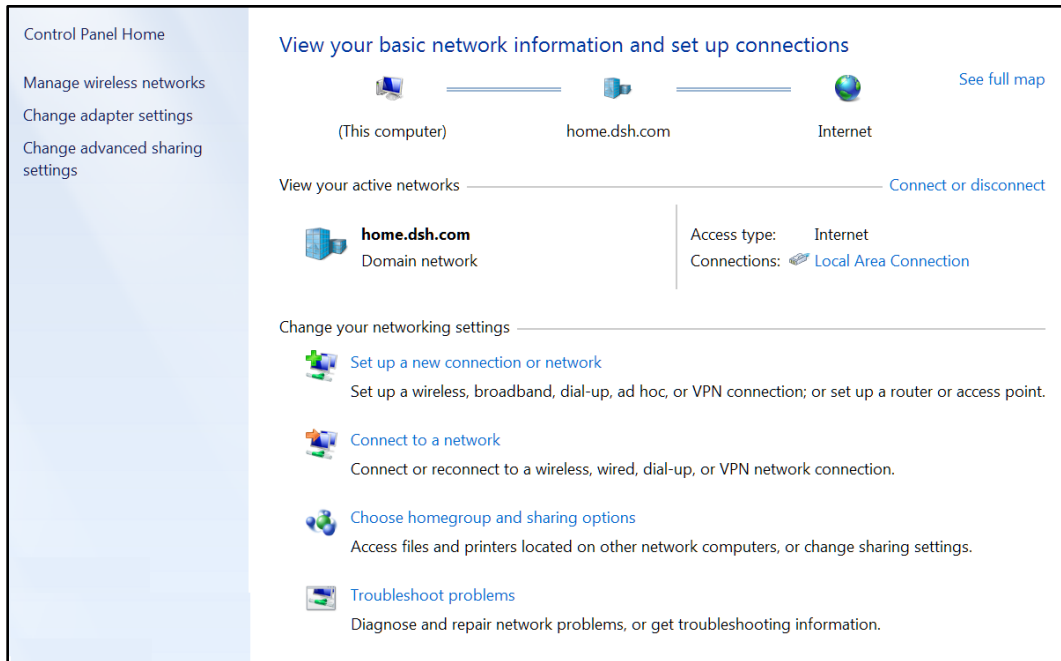 Control Panel Home
Manage wireless networks
Change adapter settings
Change advanced sharing
settings
View your basic network information and set up connections
See full map
(This computer)
home.dsh.com
Internet
View your active networks
Connect or disconnect
home.dsh.com
Domain network
Access type: Internet
Connections: Local Area Connection
Change your networking settings
Set up a new connection or network
Set up a wireless, broadband, dial-up, ad hoc, or VPN connection; or set up a router or access point.
Connect to a network
Connect or reconnect to a wireless, wired, dial-up, or VPN network connection.
Choose homegroup and sharing options
Access files and printers located on other network computers, or change sharing settings.
Troubleshoot problems
Diagnose and repair network problems, or get troubleshooting information.